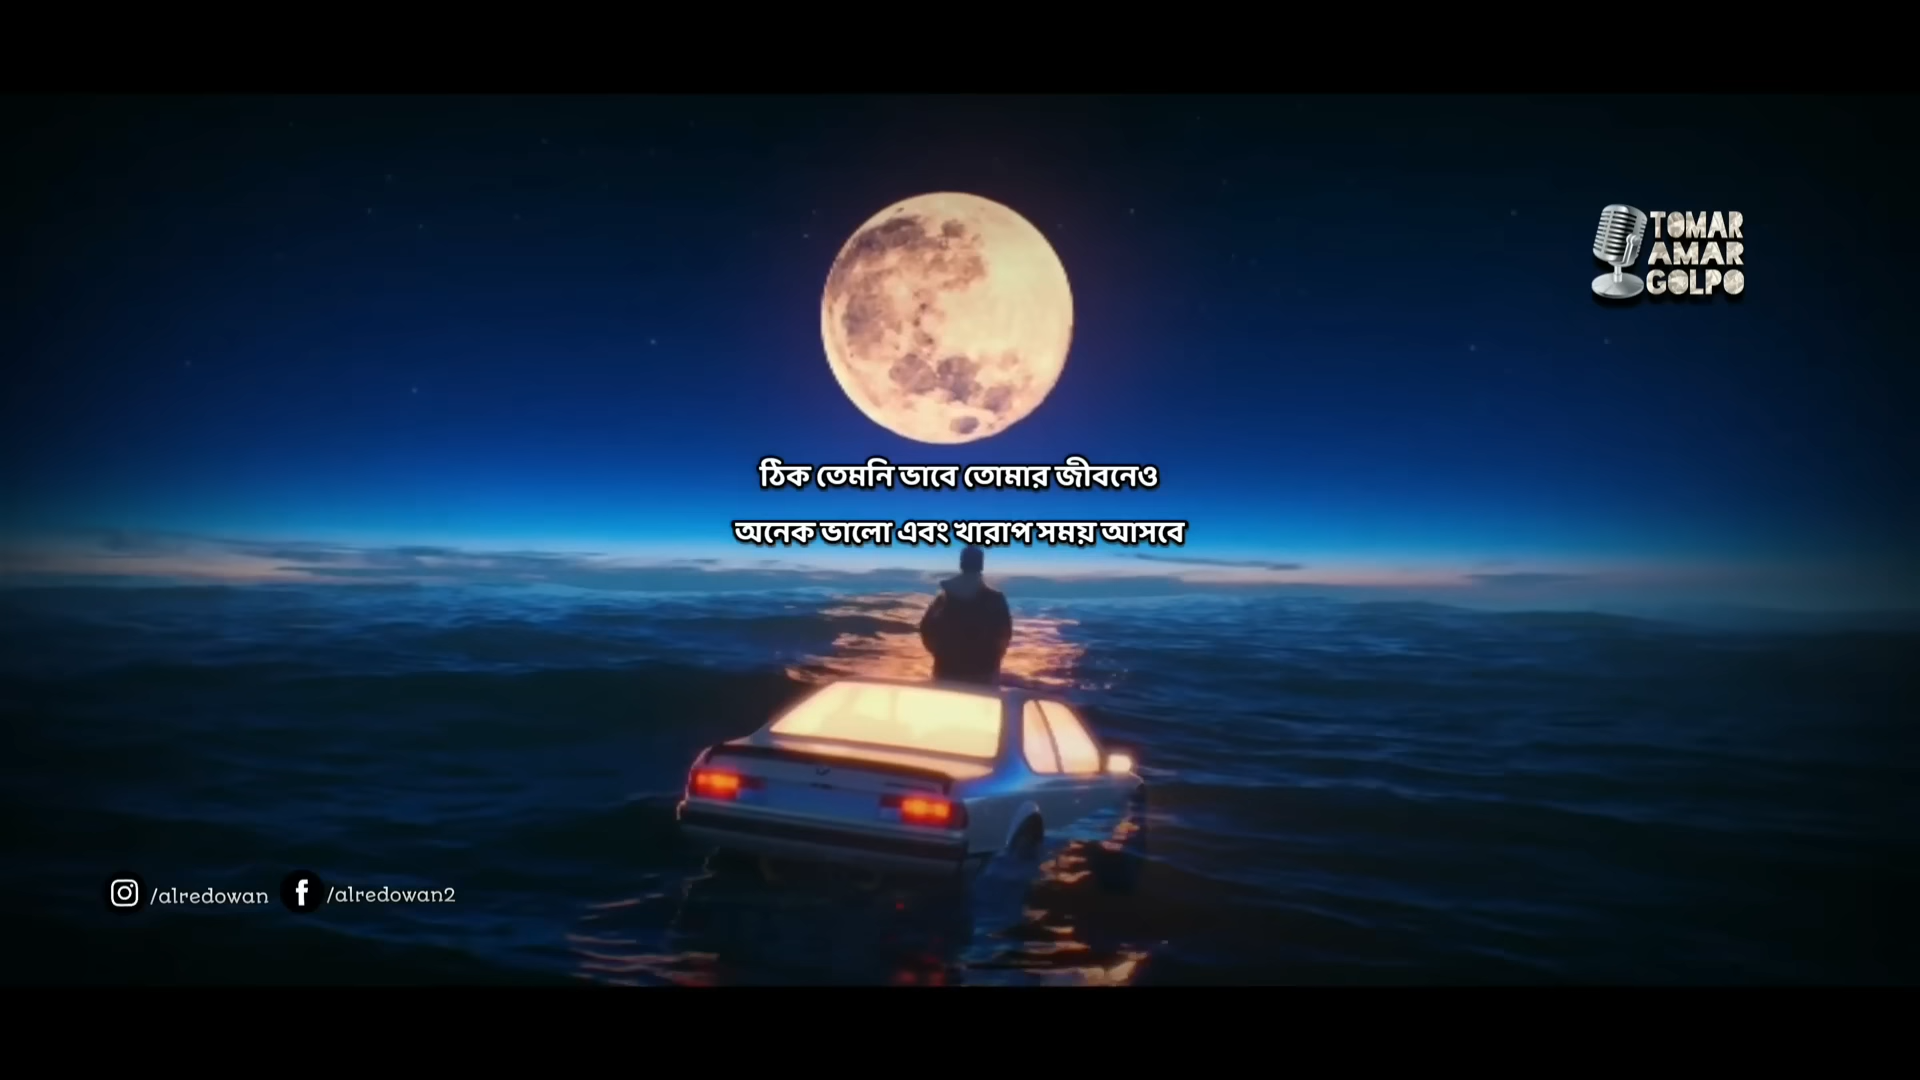 TOMAR
AMAR
GOLPO
ঠিক তেমনি ভাবে তোমার জীবনেও
অনেক ভালো এবং খারাপ সময় আসবে
/alredowan /alredowan2